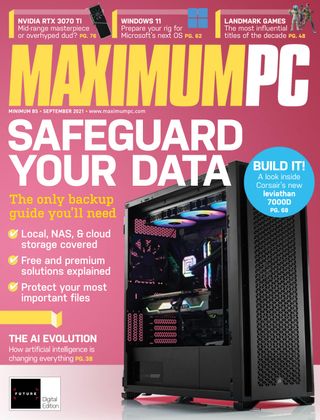 NVIDIA RTX 3070 TI
Mid-range masterpiece
or overhyped dud? PG. 76
WINDOWS 11
Prepare your rig for
Microsoft's next OS PG. 62
LANDMARK GAMES
The most influential
titles of the decade PG. 48
MAXIMUMPC
MINIMUM BS • SEPTEMBER 2021 • www.maximumpc.com
SAFEGUARD
YOUR DATA
The only backup
guide you'll need
Local, NAS, & cloud
storage covered
Free and premium
solutions explained
Protect your most
important files
BUILD IT!
A look inside
Corsair's new
leviathan
7000D
PG. 68
THE AI EVOLUTION
How artificial intelligence is
changing everything PG. 38
FUTURE
Digital
Edition